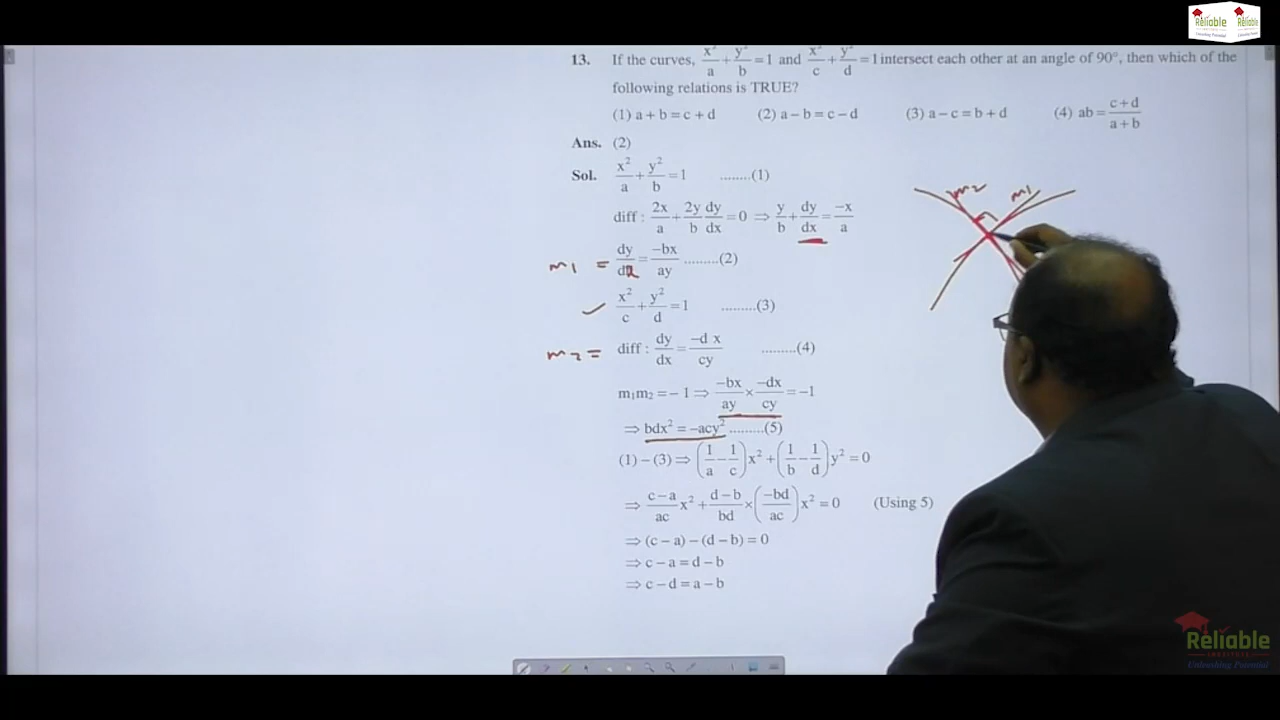 Reliable Reliable
13. If the curves, x²/a + y²/b = 1 and x²/c + y²/d = 1 intersect each other at an angle of 90°, then which of the
following relations is TRUE?
(1) a + b = c + d (2) a – b = c – d (3) a – c = b + d (4) ab = (c + d)/(a + b)
Ans. (2)
Sol. x²/a + y²/b = 1 ........(1)
m2 m1
diff : 2x/a + 2y/b dy/dx = 0 ⇒ y/b + dy/dx = –x/a
m1 = dy/dx = –bx/ay ........(2)
x²/c + y²/d = 1 ........(3)
m2 = diff : dy/dx = –d x/cy ........(4)
m₁m₂ = – 1 ⇒ –bx/ay × –dx/cy = –1
⇒ bdx² = –acy² .........(5)
(1) – (3) ⇒ (1/a – 1/c)x² + (1/b – 1/d)y² = 0
⇒ (c – a)/ac x² + (d – b)/bd × (–bd/ac)x² = 0 (Using 5)
⇒ (c – a) – (d – b) = 0
⇒ c – a = d – b
⇒ c – d = a – b
Reliable
INSTITUTE
Unleashing Potential